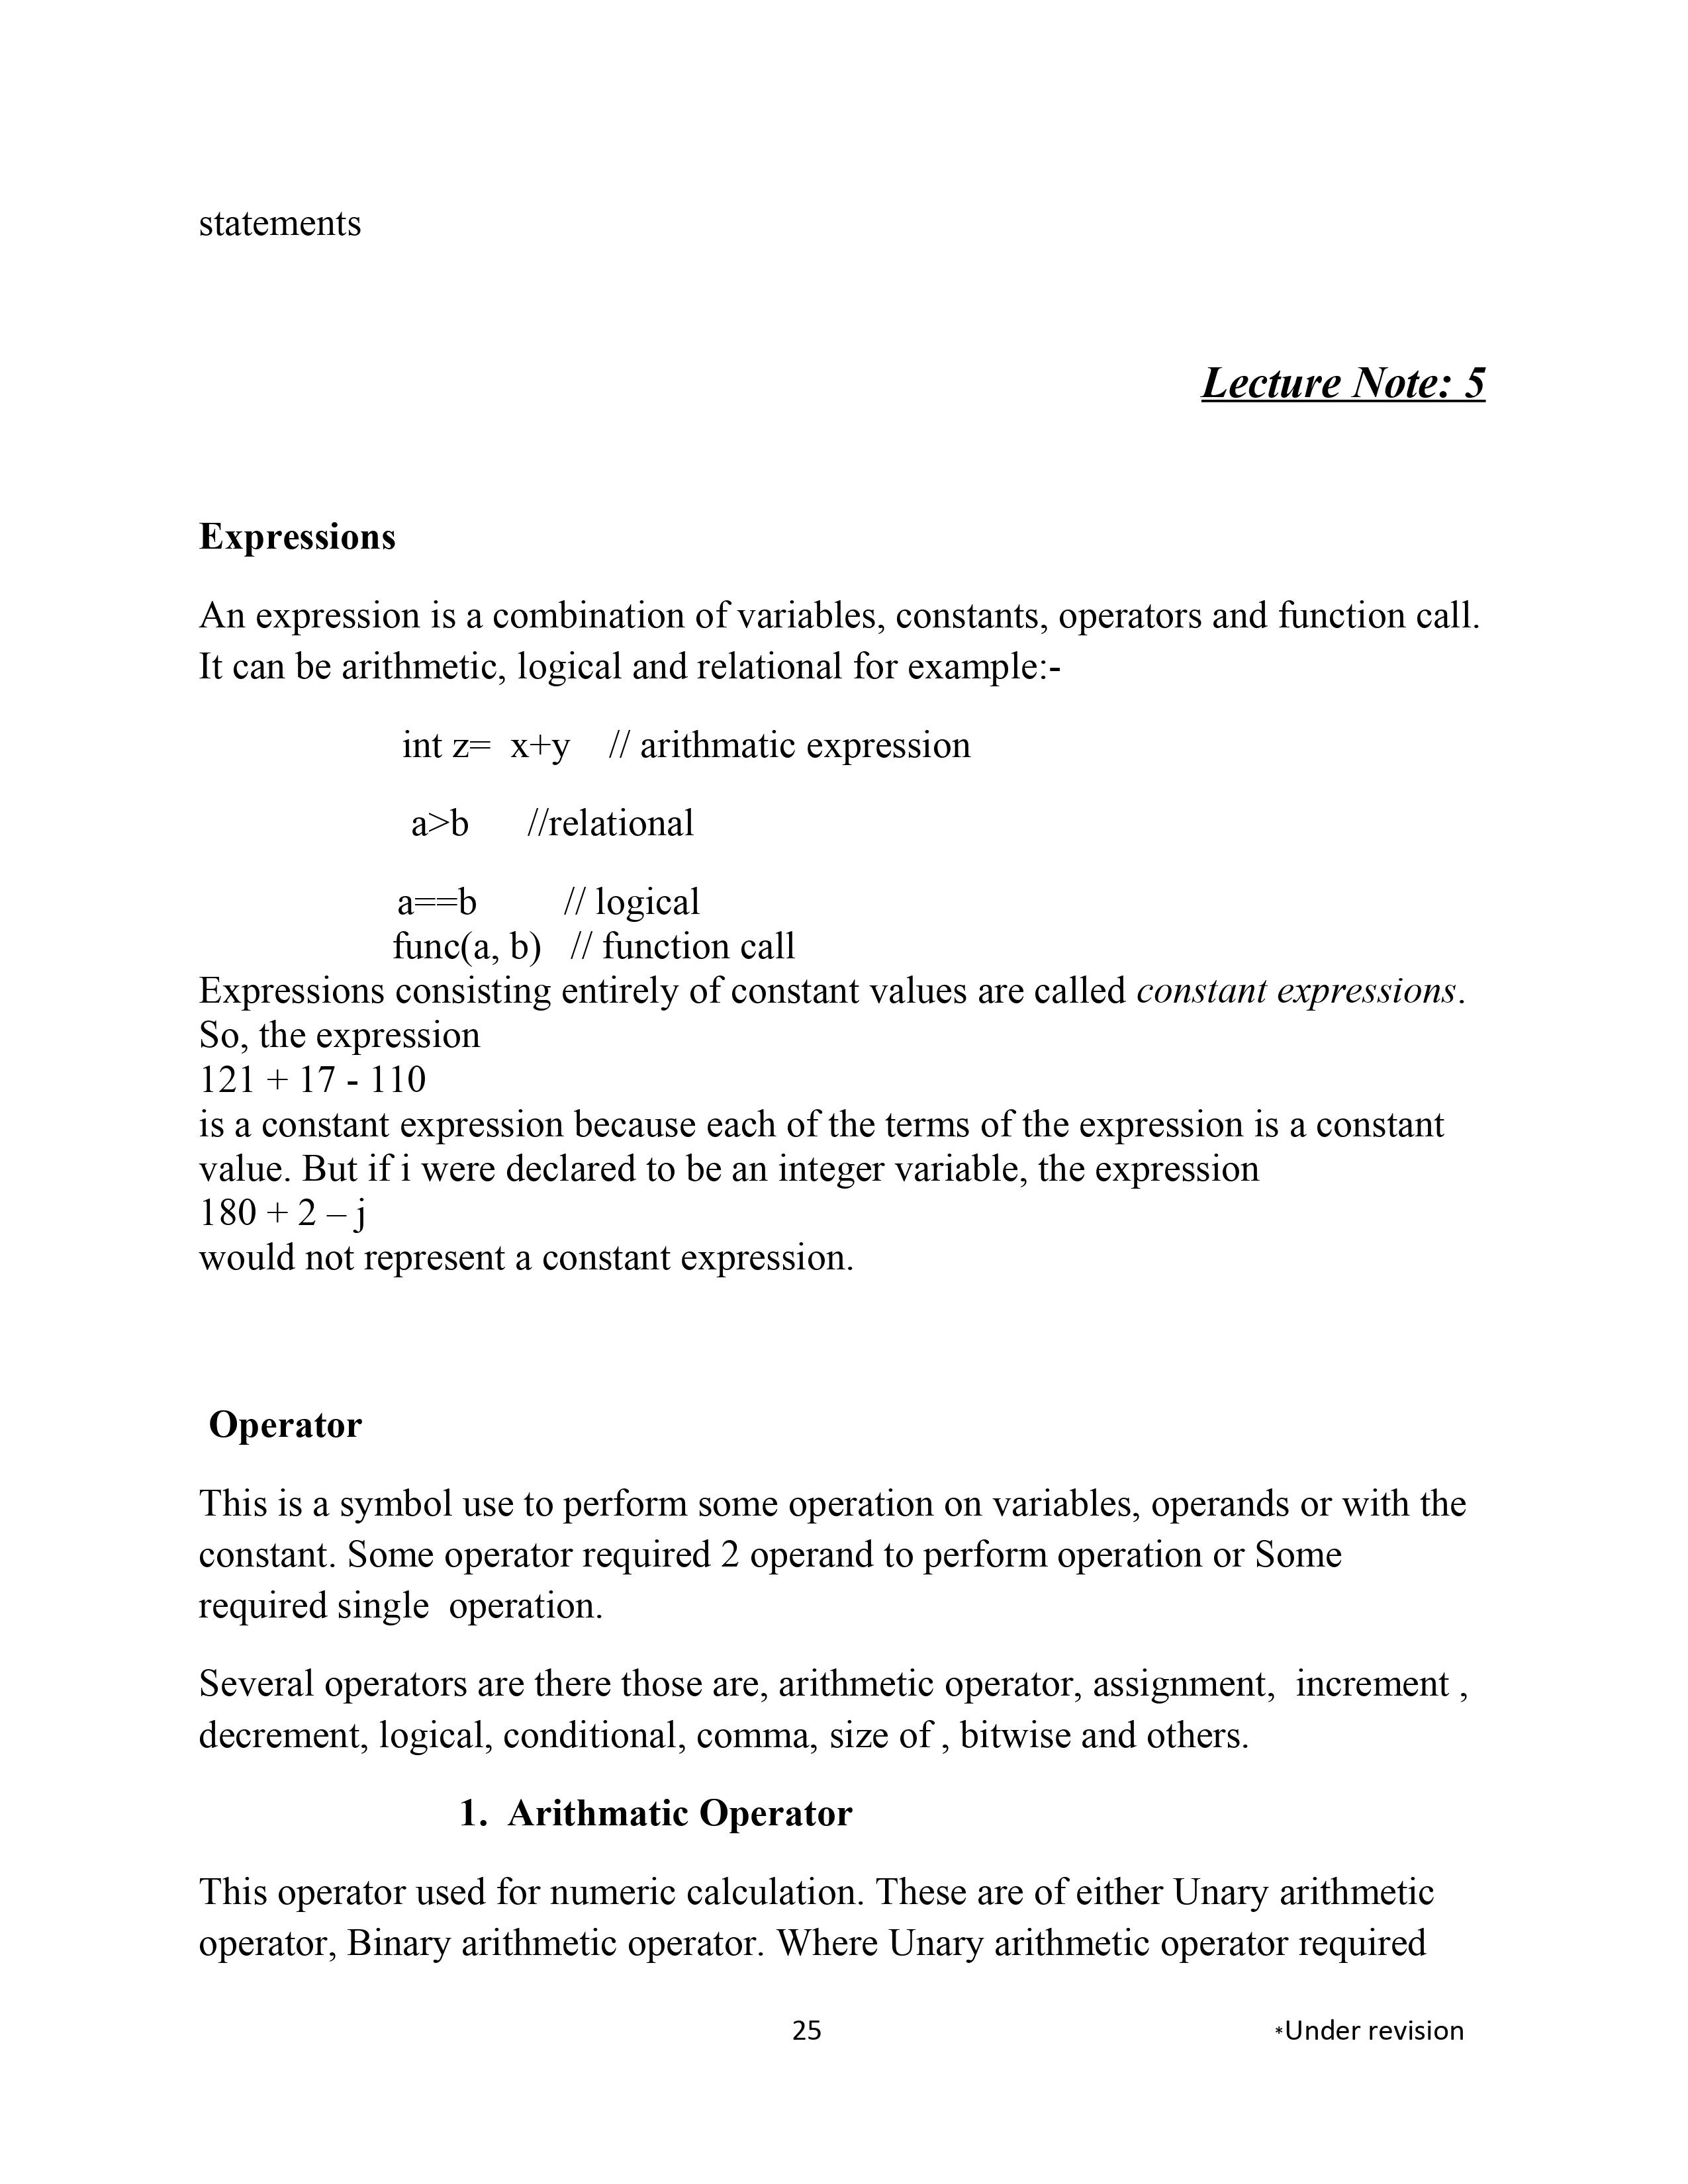 statements
Lecture Note: 5
Expressions
An expression is a combination of variables, constants, operators and function call.
It can be arithmetic, logical and relational for example:-
int z=  x+y    // arithmatic expression
a>b      //relational
a==b         // logical
func(a, b)   // function call
Expressions consisting entirely of constant values are called constant expressions.
So, the expression
121 + 17 - 110
is a constant expression because each of the terms of the expression is a constant
value. But if i were declared to be an integer variable, the expression
180 + 2 – j
would not represent a constant expression.
Operator
This is a symbol use to perform some operation on variables, operands or with the
constant. Some operator required 2 operand to perform operation or Some
required single  operation.
Several operators are there those are, arithmetic operator, assignment,  increment ,
decrement, logical, conditional, comma, size of , bitwise and others.
1.  Arithmatic Operator
This operator used for numeric calculation. These are of either Unary arithmetic
operator, Binary arithmetic operator. Where Unary arithmetic operator required
25
*Under revision